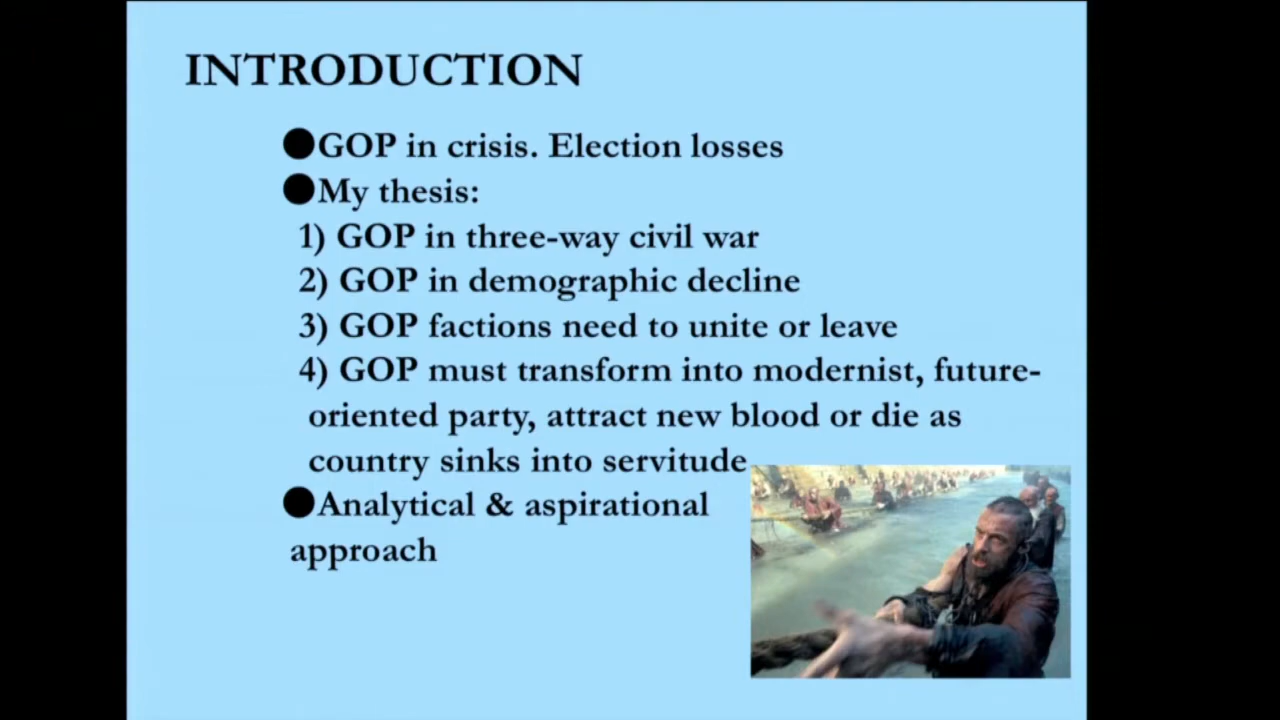 INTRODUCTION
●GOP in crisis. Election losses
●My thesis:
1) GOP in three-way civil war
2) GOP in demographic decline
3) GOP factions need to unite or leave
4) GOP must transform into modernist, future-
oriented party, attract new blood or die as
country sinks into servitude
●Analytical & aspirational
approach